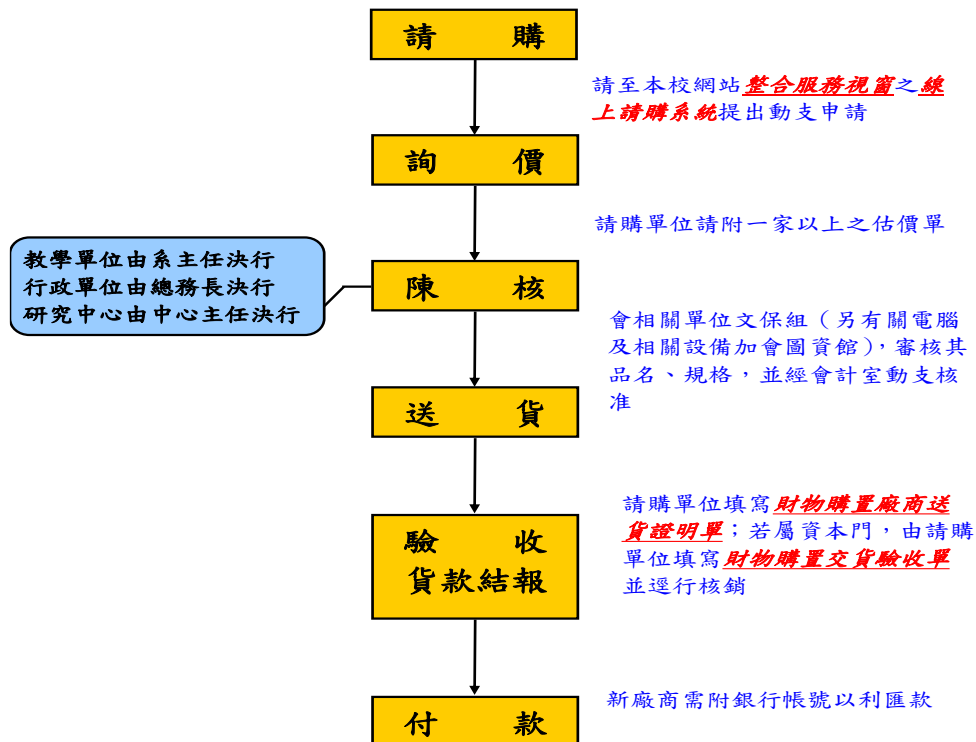 請 購
請至本校網站整合服務視窗之線
上請購系統提出動支申請
詢 價
請購單位請附一家以上之估價單
教學單位由系主任決行
行政單位由總務長決行
研究中心由中心主任決行
陳 核
會相關單位文保組（另有關電腦
及相關設備加會圖資館），審核其
品名、規格，並經會計室動支核
准
送 貨
請購單位填寫財物購置廠商送
貨證明單；若屬資本門，由請購
單位填寫財物購置交貨驗收單
並逕行核銷
驗 收
貨款結報
新廠商需附銀行帳號以利匯款
付 款